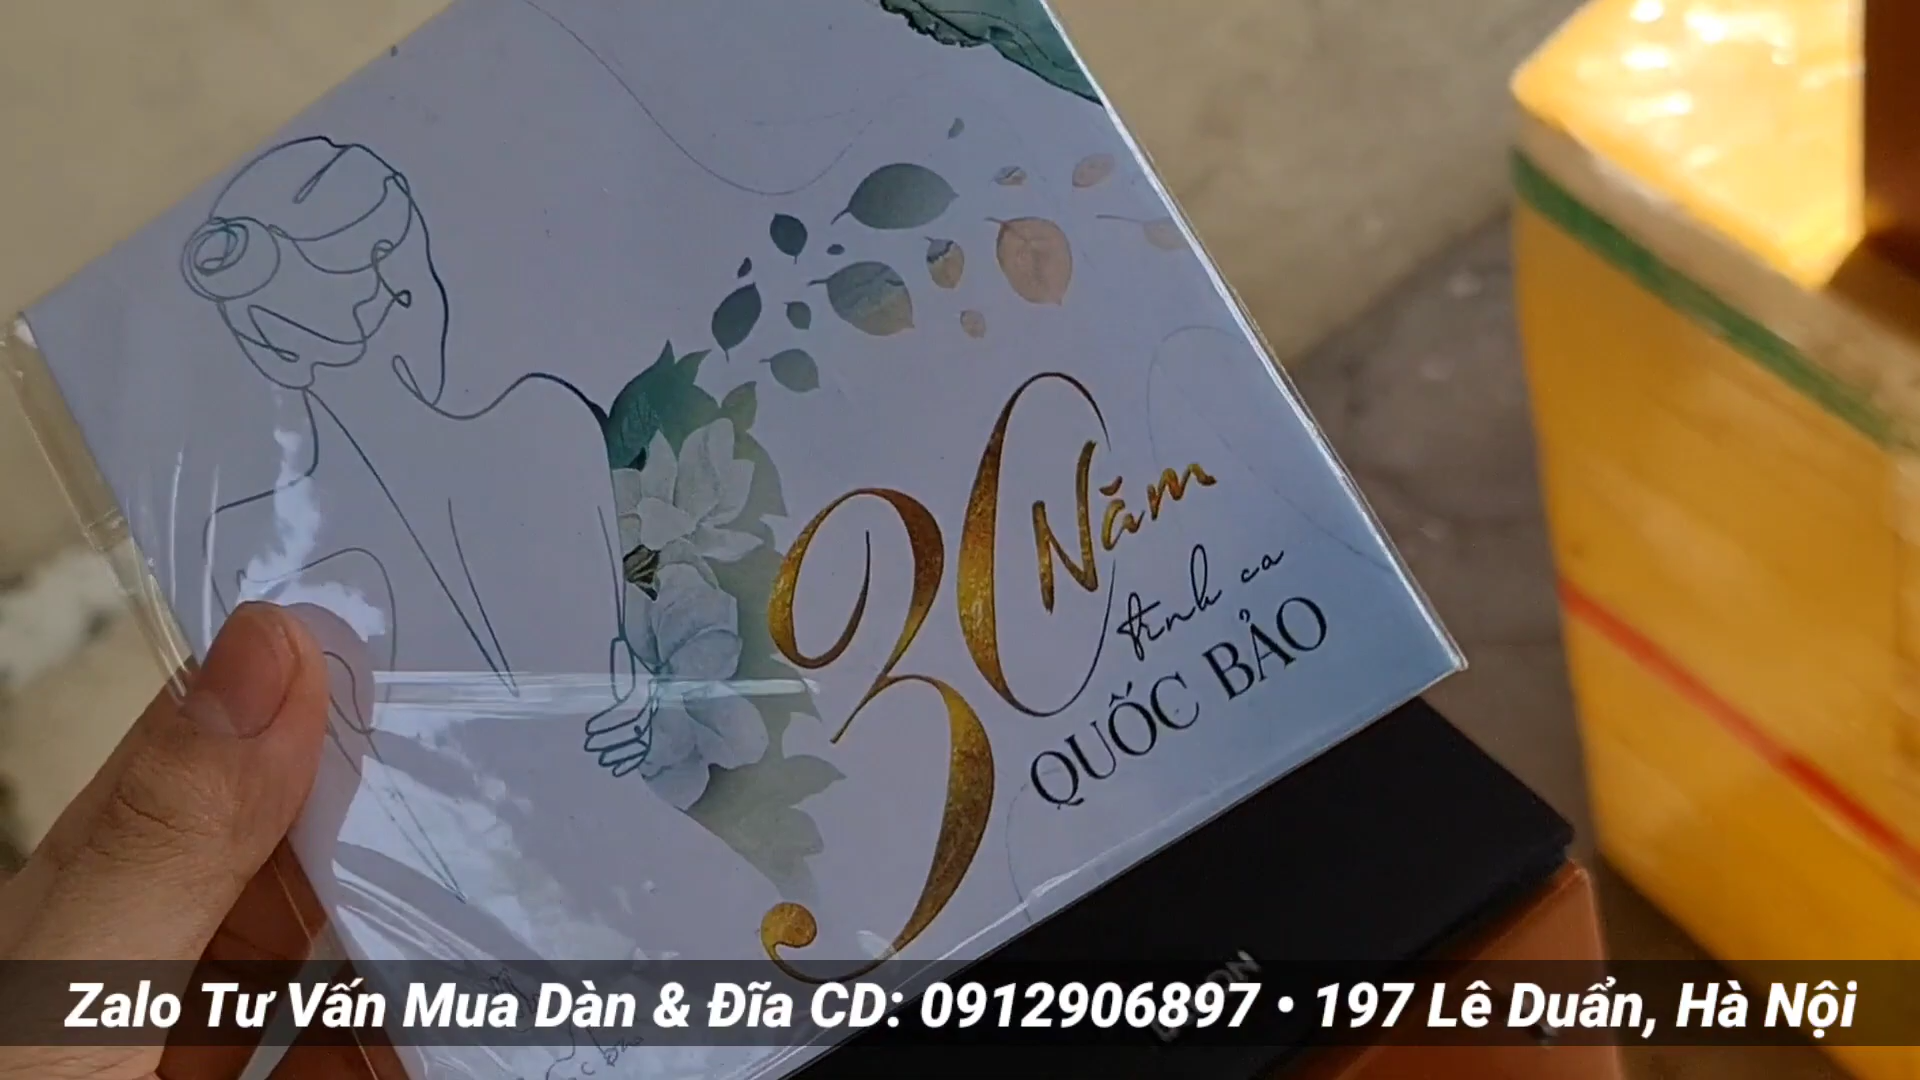 30 Năm
tình ca
QUỐC BẢO
Zalo Tư Vấn Mua Dàn & Đĩa CD: 0912906897 • 197 Lê Duẩn, Hà Nội